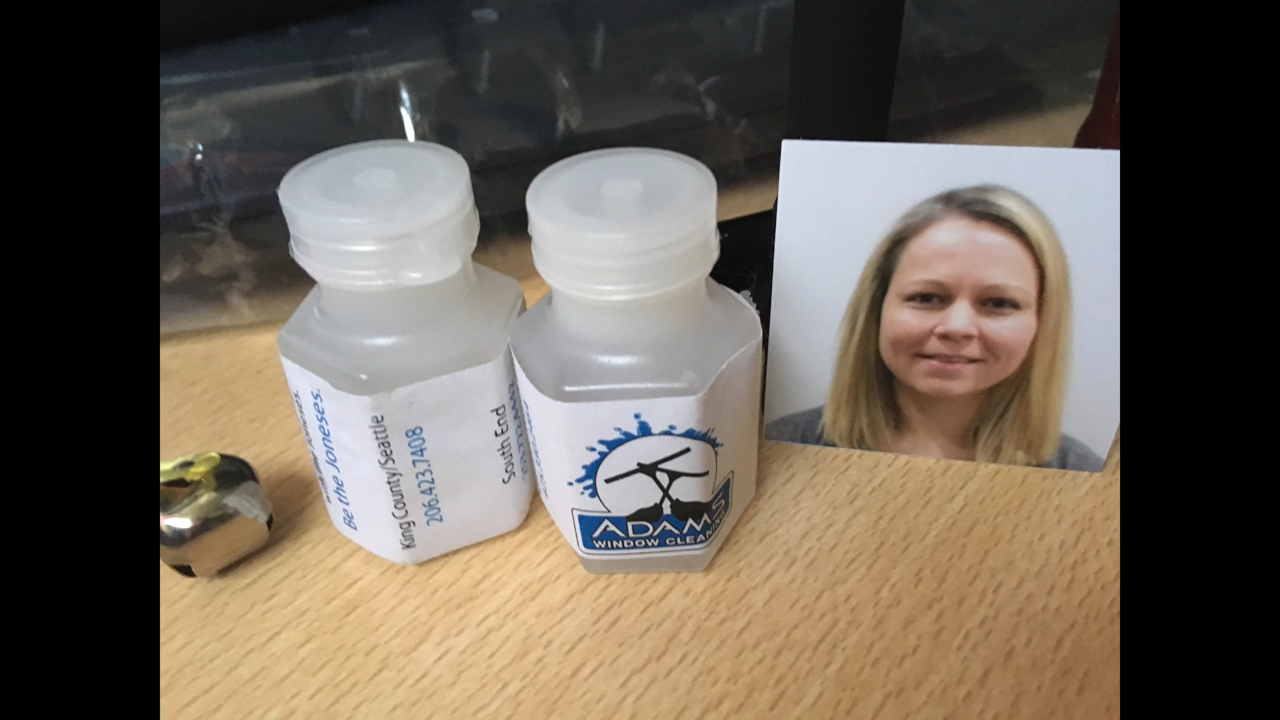 Be the Joneses.
King County/Seattle
206.423.7408
South End
ADAMS
WINDOW CLEANING